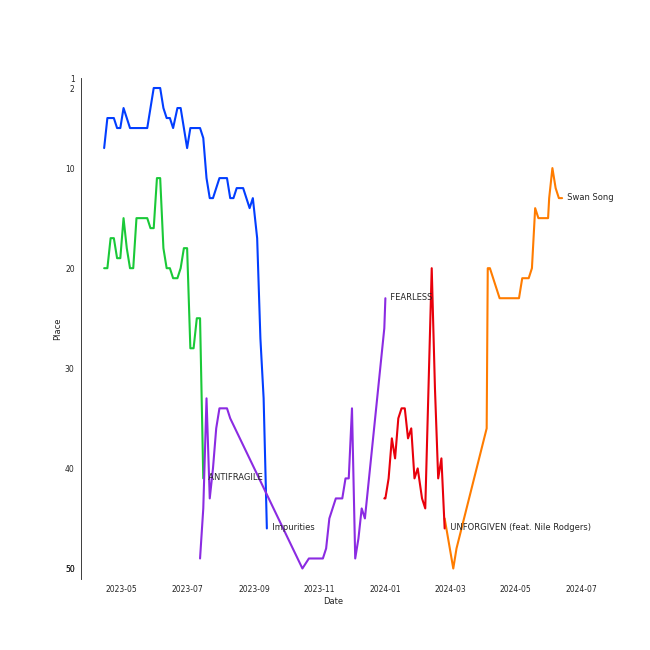 1
2
10
20
30
40
50
Place
FEARLESS
Swan Song
ANTIFRAGILE
Impurities
UNFORGIVEN (feat. Nile Rodgers)
2023-05
2023-07
2023-09
2023-11
2024-01
2024-03
2024-05
2024-07
Date